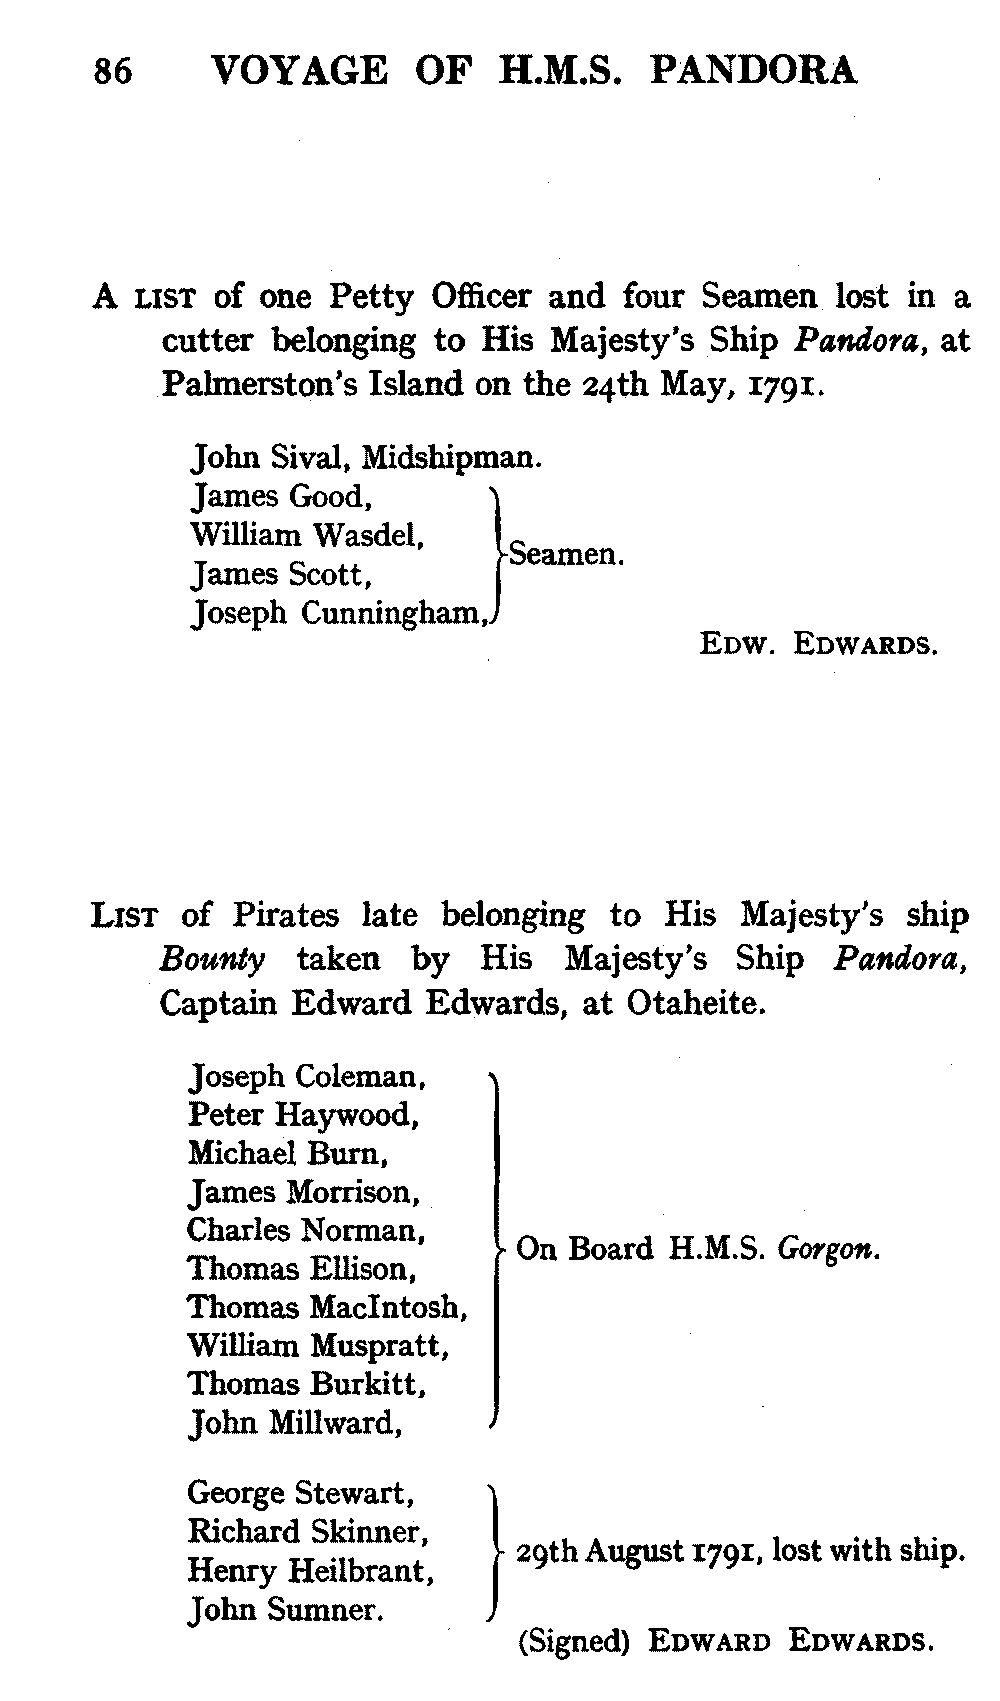 86 VOYAGE OF H.M.S. PANDORA
A LIST of one Petty Officer and four Seamen lost in a
cutter belonging to His Majesty's Ship Pandora, at
Palmerston's Island on the 24th May, 1791.
John Sival, Midshipman.
James Good,
William Wasdel,
Seamen.
James Scott,
Joseph Cunningham,
EDW. EDWARDS.
LIST of Pirates late belonging to His Majesty's ship
Bounty taken by His Majesty's Ship Pandora,
Captain Edward Edwards, at Otaheite.
Joseph Coleman,
Peter Haywood,
Michael Burn,
James Morrison,
Charles Norman,
On Board H.M.S. Gorgon.
Thomas Ellison,
Thomas MacIntosh,
William Muspratt,
Thomas Burkitt,
John Millward,
George Stewart,
Richard Skinner,
29th August 1791, lost with ship.
Henry Heilbrant,
John Sumner.
(Signed) EDWARD EDWARDS.